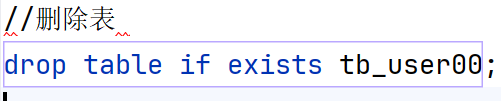 //删除表
drop table if exists tb_user00;